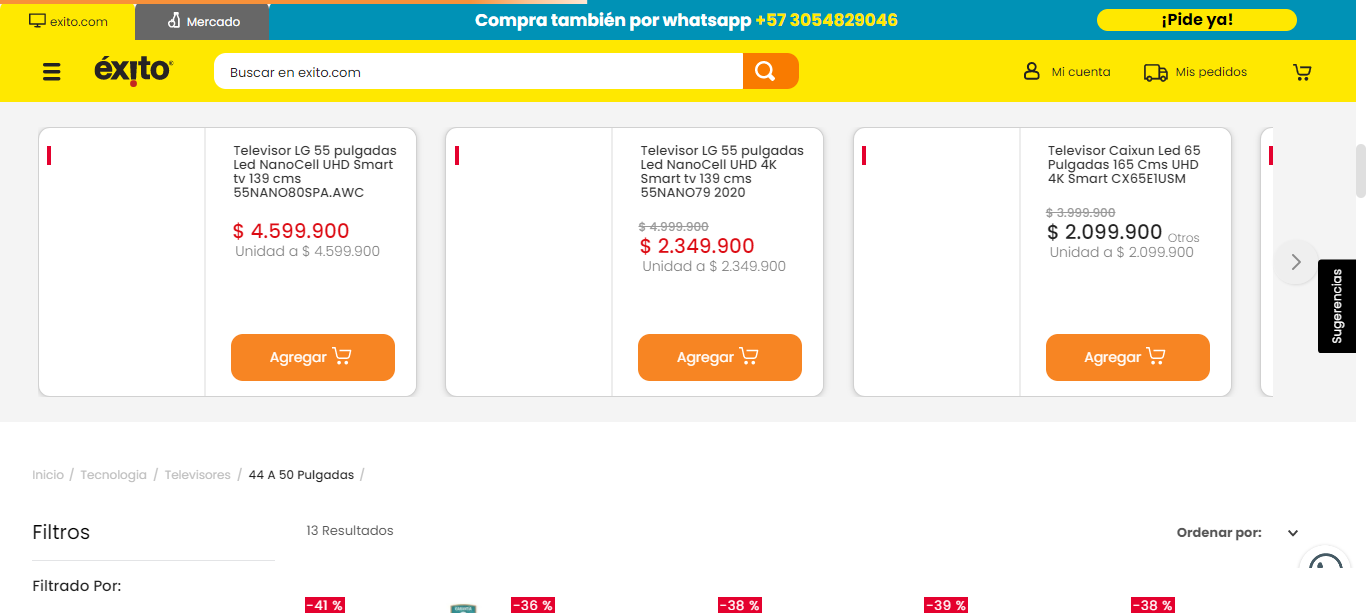 exito.com
Mercado
Compra también por whatsapp +57 3054829046
¡Pide ya!
éxito
Buscar en exito.com
Mi cuenta
Mis pedidos
Televisor LG 55 pulgadas
Led NanoCell UHD Smart
tv 139 cms
55NANO80SPA.AWC
$ 4.599.900
Unidad a $ 4.599.900
Agregar
Televisor LG 55 pulgadas
Led NanoCell UHD 4K
Smart tv 139 cms
55NANO79 2020
$ 4.999.900
$ 2.349.900
Unidad a $ 2.349.900
Agregar
Televisor Caixun Led 65
Pulgadas 165 Cms UHD
4K Smart CX65E1USM
$ 3.999.900
$ 2.099.900 Otros
Unidad a $ 2.099.900
Agregar
Sugerencias
Inicio / Tecnología / Televisores / 44 A 50 Pulgadas /
Filtros
13 Resultados
Ordenar por:
Filtrado Por:
-41 %
-36 %
-38 %
-39 %
-38 %